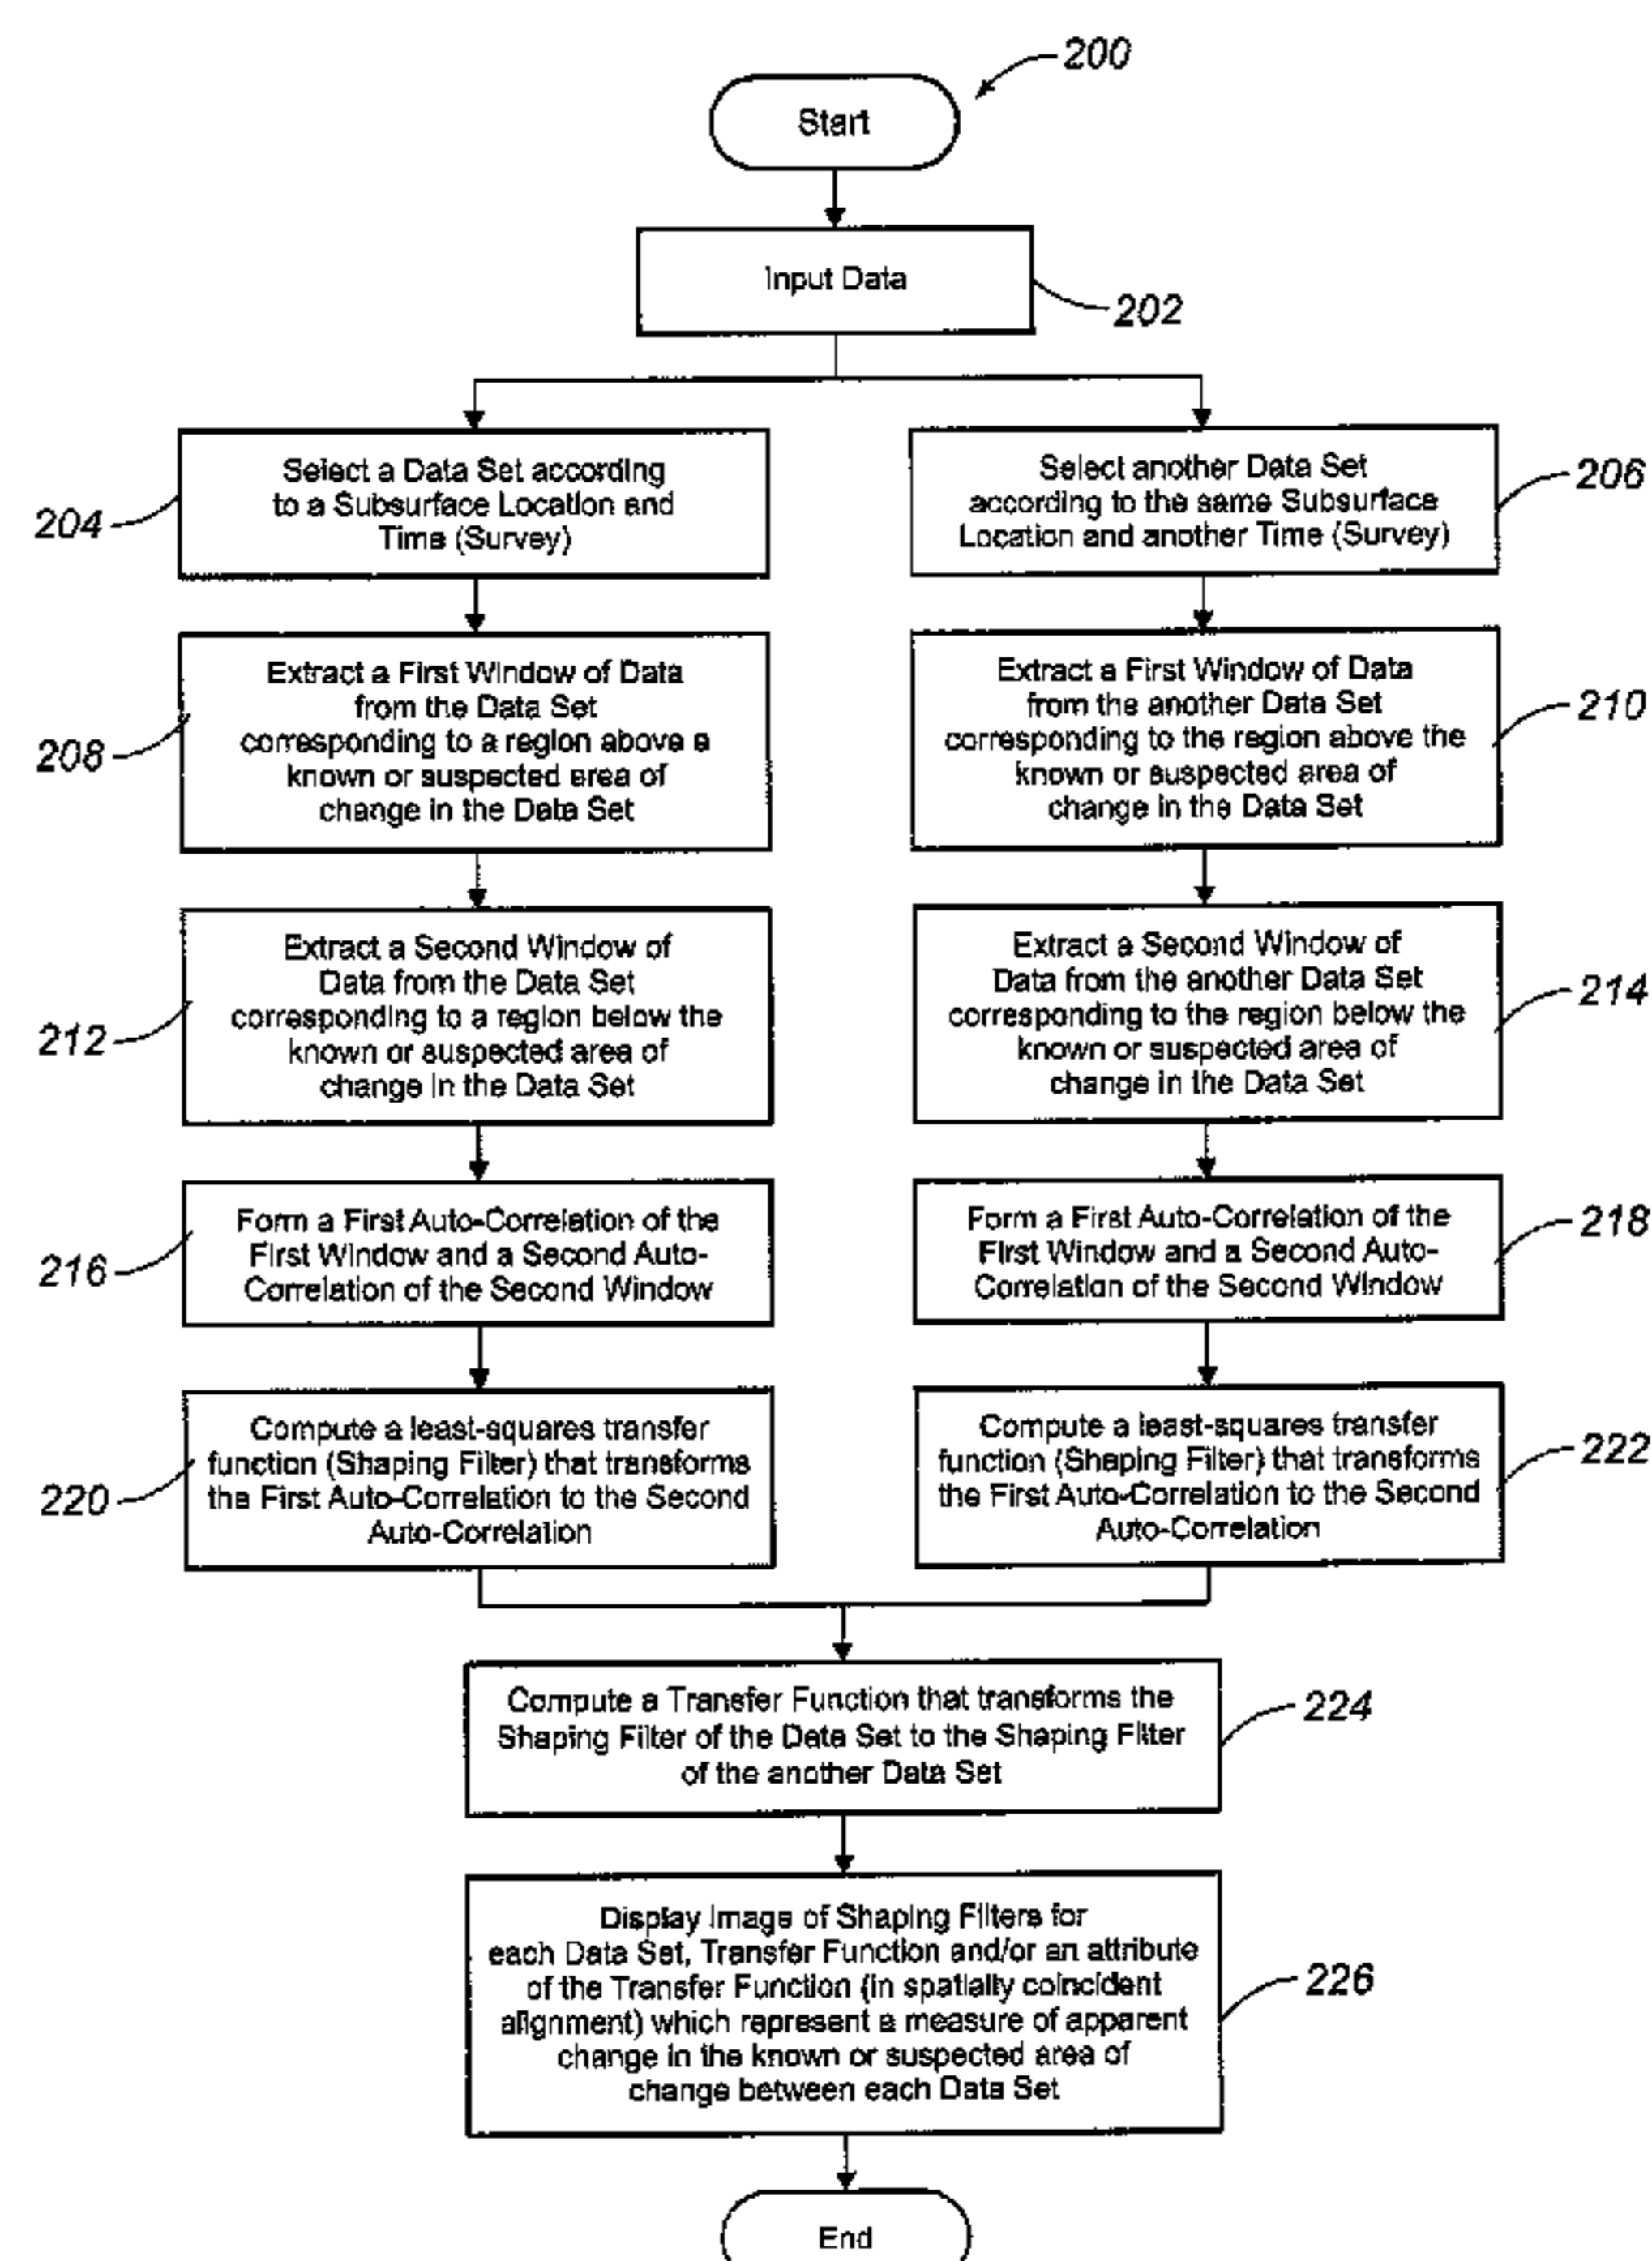 200
Start
Input Data
202
Select a Data Set according
to a Subsurface Location and
Time (Survey)
204
Select another Data Set
according to the same Subsurface
Location and another Time (Survey)
206
Extract a First Window of Data
from the Data Set
corresponding to a region above a
known or suspected area of
change in the Data Set
208
Extract a First Window of Data
from the another Data Set
corresponding to the region above the
known or suspected area of
change in the Data Set
210
Extract a Second Window of
Data from the Data Set
corresponding to a region below the
known or suspected area of
change in the Data Set
212
Extract a Second Window of
Data from the another Data Set
corresponding to the region below the
known or suspected area of
change in the Data Set
214
Form a First Auto-Correlation of the
First Window and a Second Auto-
Correlation of the Second Window
216
Form a First Auto-Correlation of the
First Window and a Second Auto-
Correlation of the Second Window
218
Compute a least-squares transfer
function (Shaping Filter) that transforms
the First Auto-Correlation to the Second
Auto-Correlation
220
Compute a least-squares transfer
function (Shaping Filter) that transforms
the First Auto-Correlation to the Second
Auto-Correlation
222
Compute a Transfer Function that transforms the
Shaping Filter of the Data Set to the Shaping Filter
of the another Data Set
224
Display Image of Shaping Filters for
each Data Set, Transfer Function and/or an attribute
of the Transfer Function (in spatially coincident
alignment) which represent a measure of apparent
change in the known or suspected area of
change between each Data Set
226
End